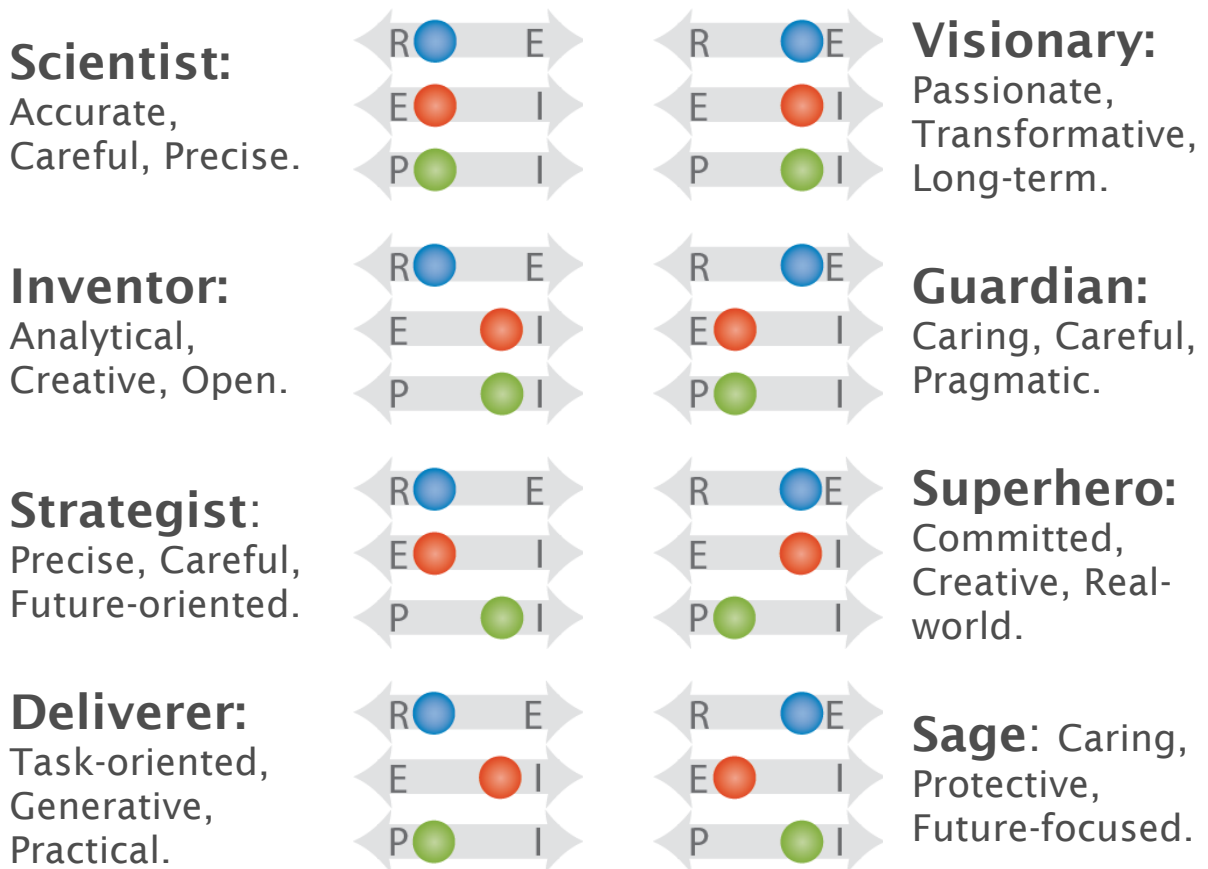 Scientist:
Accurate,
Careful, Precise.
R E
E I
P I
R E
E I
P I
Visionary:
Passionate,
Transformative,
Long-term.
Inventor:
Analytical,
Creative, Open.
R E
E I
P I
R E
E I
P I
Guardian:
Caring, Careful,
Pragmatic.
Strategist:
Precise, Careful,
Future-oriented.
R E
E I
P I
R E
E I
P I
Superhero:
Committed,
Creative, Real-
world.
Deliverer:
Task-oriented,
Generative,
Practical.
R E
E I
P I
R E
E I
P I
Sage: Caring,
Protective,
Future-focused.